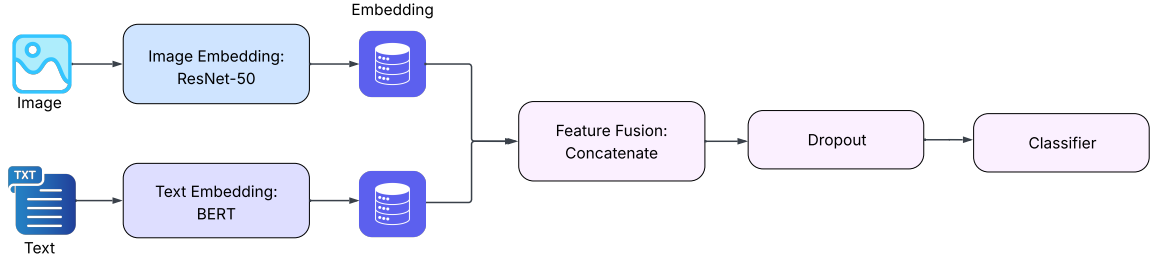 Embedding
Image Embedding:
ResNet-50
Image
Feature Fusion:
Concatenate
Dropout
Classifier
TXT
Text Embedding:
BERT
Text